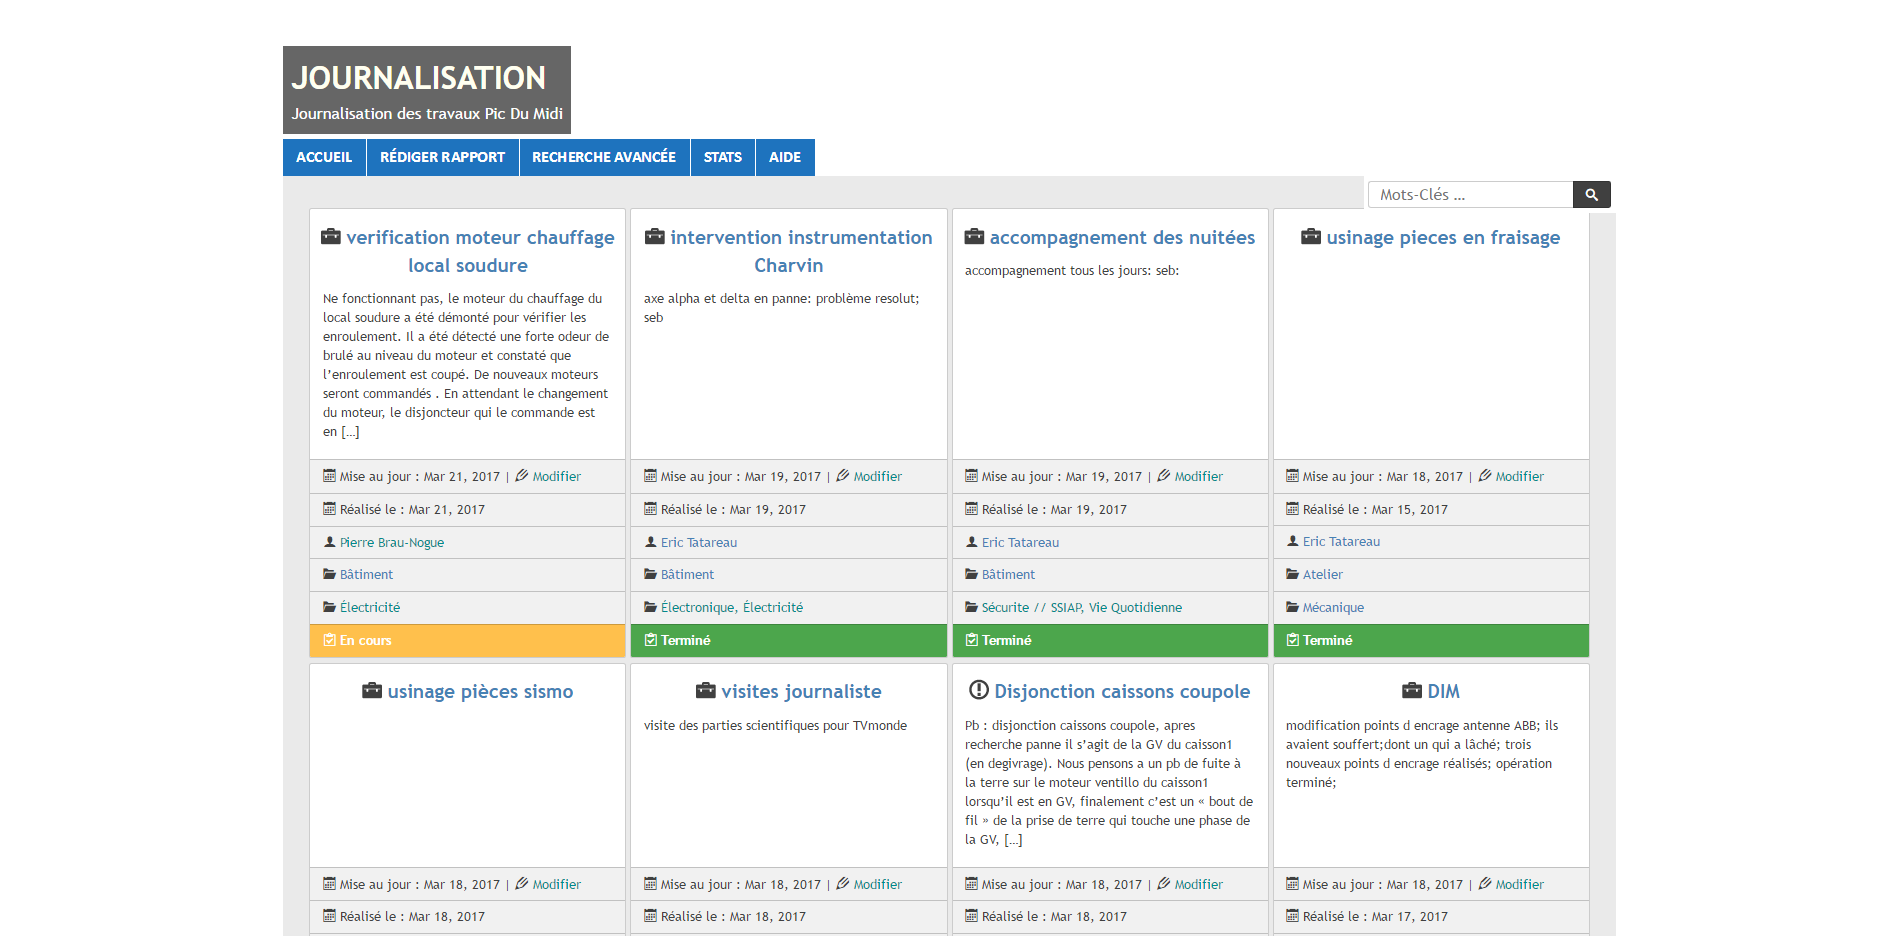 JOURNALISATION
Journalisation des travaux Pic Du Midi
ACCUEIL
RÉDIGER RAPPORT
RECHERCHE AVANCÉE
STATS
AIDE
Mots-Clés ...
verification moteur chauffage
local soudure
Ne fonctionnant pas, le moteur du chauffage du
local soudure a été démonté pour vérifier les
enroulement. Il a été détecté une forte odeur de
brulé au niveau du moteur et constaté que
l’enroulement est coupé. De nouveaux moteurs
seront commandés . En attendant le changement
du moteur, le disjoncteur qui le commande est
en […]
Mise au jour : Mar 21, 2017 | Modifier
Réalisé le : Mar 21, 2017
Pierre Brau-Nogue
Bâtiment
Électricité
En cours
intervention instrumentation
Charvin
axe alpha et delta en panne: problème resolut;
seb
Mise au jour : Mar 19, 2017 | Modifier
Réalisé le : Mar 19, 2017
Eric Tatareau
Bâtiment
Électronique, Électricité
Terminé
accompagnement des nuitées
accompagnement tous les jours: seb:
Mise au jour : Mar 19, 2017 | Modifier
Réalisé le : Mar 19, 2017
Eric Tatareau
Bâtiment
Sécurite // SSIAP, Vie Quotidienne
Terminé
usinage pieces en fraisage
Mise au jour : Mar 18, 2017 | Modifier
Réalisé le : Mar 15, 2017
Eric Tatareau
Atelier
Mécanique
Terminé
usinage pièces sismo
Mise au jour : Mar 18, 2017 | Modifier
Réalisé le : Mar 18, 2017
visites journaliste
visite des parties scientifiques pour TVmonde
Mise au jour : Mar 18, 2017 | Modifier
Réalisé le : Mar 18, 2017
Disjonction caissons coupole
Pb : disjonction caissons coupole, apres
recherche panne il s’agit de la GV du caisson1
(en degivrage). Nous pensons a un pb de fuite à
la terre sur le moteur ventillo du caisson1
lorsqu’il est en GV, finalement c’est un « bout de
fil » de la prise de terre qui touche une phase de
la GV, […]
Mise au jour : Mar 18, 2017 | Modifier
Réalisé le : Mar 18, 2017
DIM
modification points d encrage antenne ABB; ils
avaient souffert;dont un qui a lâché; trois
nouveaux points d encrage réalisés; opération
terminé;
Mise au jour : Mar 18, 2017 | Modifier
Réalisé le : Mar 17, 2017